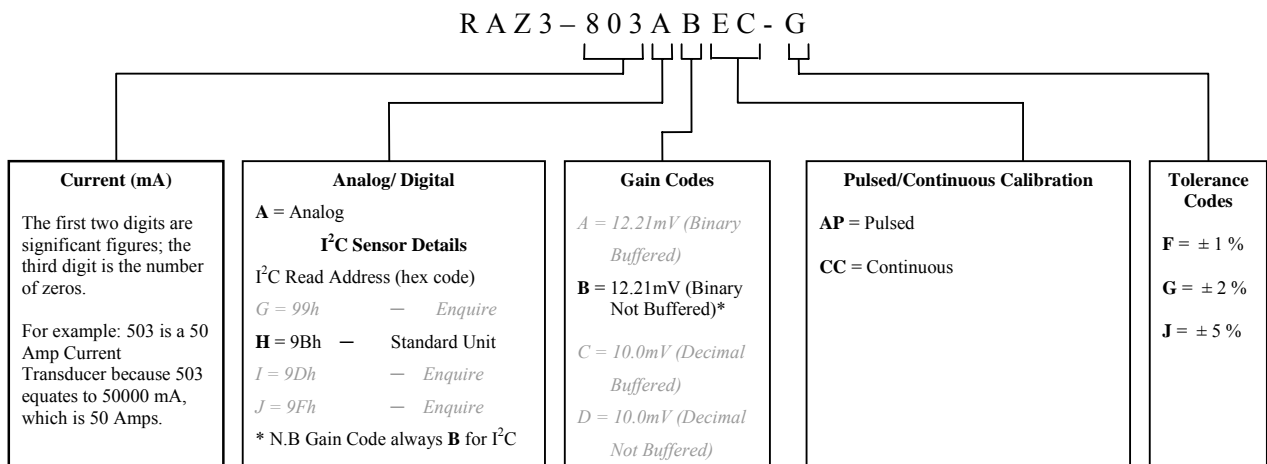 RAZ3–803ABEC-G
Current (mA)
The first two digits are
significant figures; the
third digit is the number
of zeros.
For example: 503 is a 50
Amp Current
Transducer because 503
equates to 50000 mA,
which is 50 Amps.
Analog/ Digital
A = Analog
I²C Sensor Details
I²C Read Address (hex code)
G = 99h — Enquire
H = 9Bh — Standard Unit
I = 9Dh — Enquire
J = 9Fh — Enquire
* N.B Gain Code always B for I²C
Gain Codes
A = 12.21mV (Binary
Buffered)
B = 12.21mV (Binary
Not Buffered)*
C = 10.0mV (Decimal
Buffered)
D = 10.0mV (Decimal
Not Buffered)
Pulsed/Continuous Calibration
AP = Pulsed
CC = Continuous
Tolerance
Codes
F = ± 1 %
G = ± 2 %
J = ± 5 %